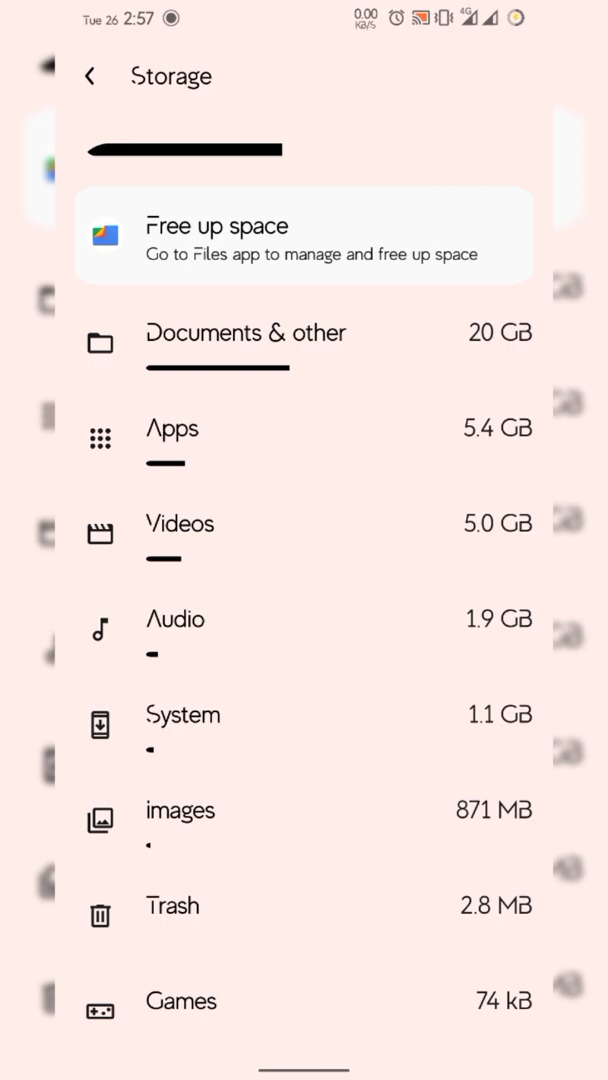 Tue 26 2:57
0.00
KB/S
4G
Storage
Free up space
Go to Files app to manage and free up space
Documents & other 20 GB
Apps 5.4 GB
Videos 5.0 GB
Audio 1.9 GB
System 1.1 GB
images 871 MB
Trash 2.8 MB
Games 74 kB